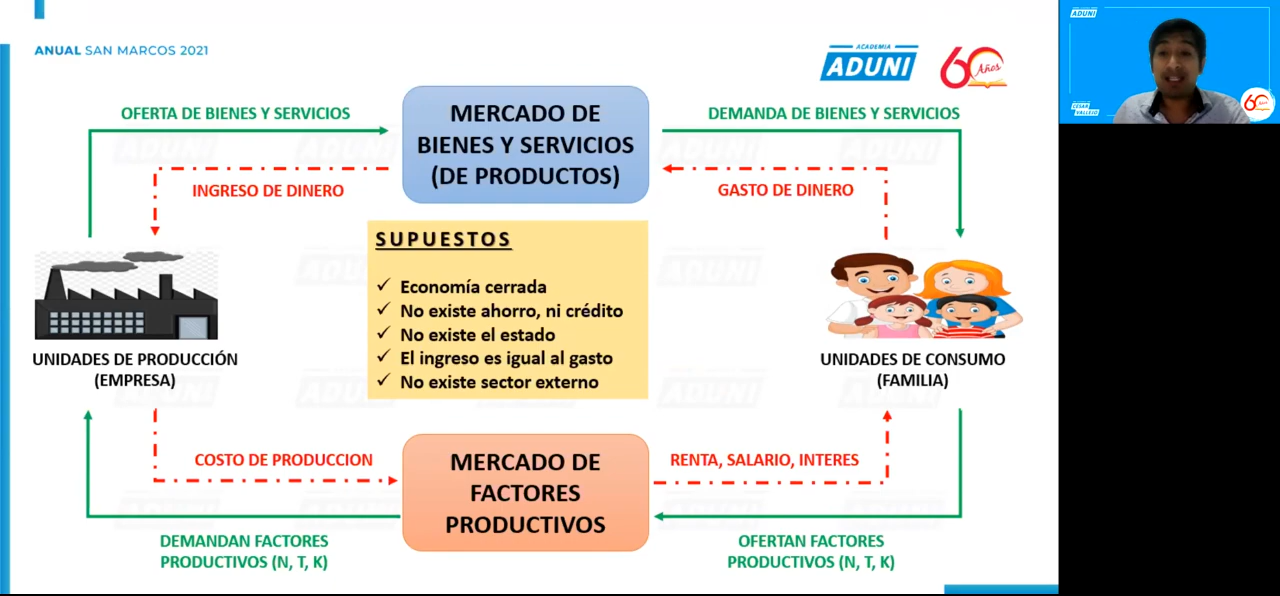 ANUAL SAN MARCOS 2021
ACADEMIA
ADUNI
60 Años
ADUNI
CESAR
VALLEJO
60
OFERTA DE BIENES Y SERVICIOS
MERCADO DE
BIENES Y SERVICIOS
(DE PRODUCTOS)
DEMANDA DE BIENES Y SERVICIOS
INGRESO DE DINERO
GASTO DE DINERO
SUPUESTOS
✓ Economía cerrada
✓ No existe ahorro, ni crédito
✓ No existe el estado
✓ El ingreso es igual al gasto
✓ No existe sector externo
UNIDADES DE PRODUCCIÓN
(EMPRESA)
UNIDADES DE CONSUMO
(FAMILIA)
COSTO DE PRODUCCION
MERCADO DE
FACTORES
PRODUCTIVOS
RENTA, SALARIO, INTERES
DEMANDAN FACTORES
PRODUCTIVOS (N, T, K)
OFERTAN FACTORES
PRODUCTIVOS (N, T, K)